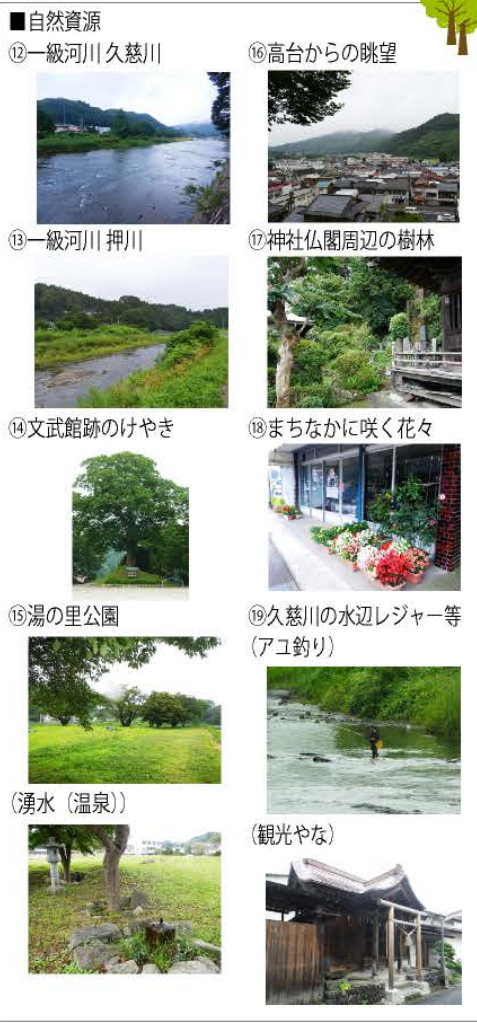 ■自然資源
⑫一級河川 久慈川
⑬一級河川 押川
⑭文武館跡のけやき
⑮湯の里公園
(湧水（温泉）)
⑯高台からの眺望
⑰神社仏閣周辺の樹林
⑱まちなかに咲く花々
⑲久慈川の水辺レジャー等
(アユ釣り)
(観光やな)